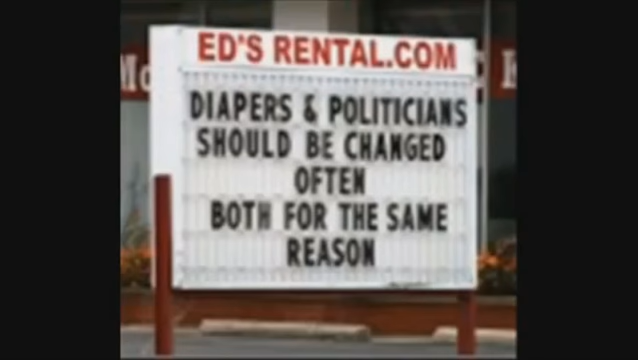 ED'S RENTAL.COM
DIAPERS & POLITICIANS
SHOULD BE CHANGED
OFTEN
BOTH FOR THE SAME
REASON